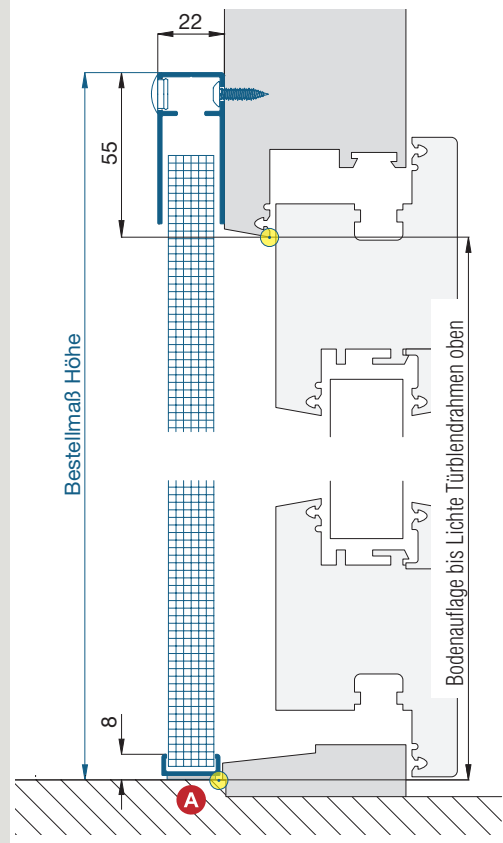 22
55
Bestellmaß Höhe
Bodenauflage bis Lichte Türblendrahmen oben
8
A